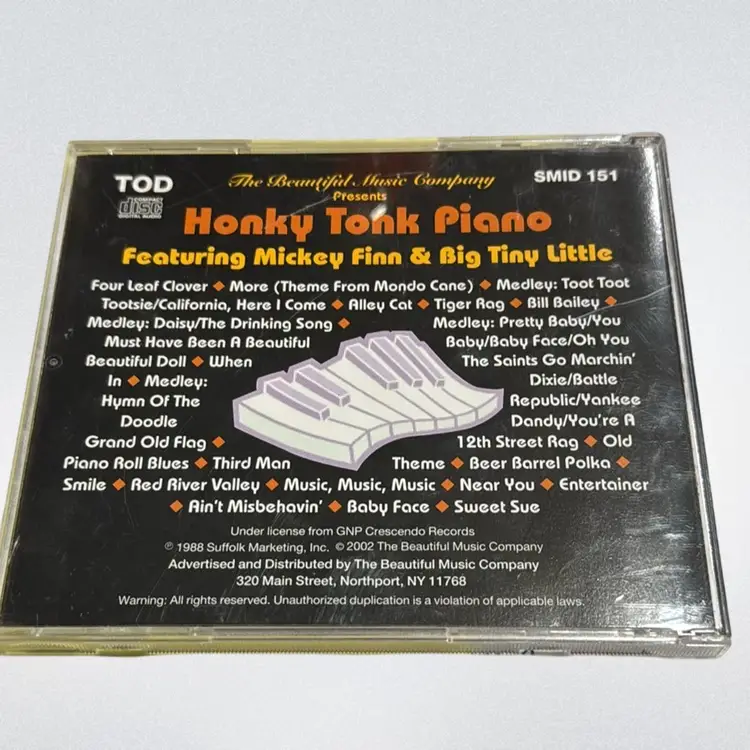 TOD
COMPACT
disc
DIGITAL AUDIO
The Beautiful Music Company
SMID 151
Presents
Honky Tonk Piano
Featuring Mickey Finn & Big Tiny Little
Four Leaf Clover ◆ More (Theme From Mondo Cane) ◆ Medley: Toot Toot
Tootsie/California, Here I Come ◆ Alley Cat ◆ Tiger Rag ◆ Bill Bailey ◆
Medley: Daisy/The Drinking Song ◆ Medley: Pretty Baby/You
Must Have Been A Beautiful Baby/Baby Face/Oh You
Beautiful Doll ◆ When The Saints Go Marchin'
In ◆ Medley: Dixie/Battle
Hymn Of The Republic/Yankee
Doodle Dandy/You're A
Grand Old Flag ◆ 12th Street Rag ◆ Old
Piano Roll Blues ◆ Third Man Theme ◆ Beer Barrel Polka ◆
Smile ◆ Red River Valley ◆ Music, Music, Music ◆ Near You ◆ Entertainer
◆ Ain't Misbehavin' ◆ Baby Face ◆ Sweet Sue
Under license from GNP Crescendo Records
℗ 1988 Suffolk Marketing, Inc. © 2002 The Beautiful Music Company
Advertised and Distributed by The Beautiful Music Company
320 Main Street, Northport, NY 11768
Warning: All rights reserved. Unauthorized duplication is a violation of applicable laws.